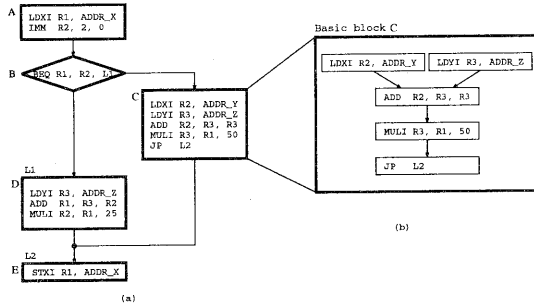 A
LDXI R1, ADDR_X
IMM R2, 2, 0
B
BEQ R1, R2, L1
C
LDXI R2, ADDR_Y
LDYI R3, ADDR_Z
ADD R2, R3, R3
MULI R3, R1, 50
JP L2
L1
D
LDYI R3, ADDR_Z
ADD R1, R3, R2
MULI R2, R1, 25
L2
E
STXI R1, ADDR_X
(a)
Basic block C
LDXI R2, ADDR_Y
LDYI R3, ADDR_Z
ADD R2, R3, R3
MULI R3, R1, 50
JP L2
(b)